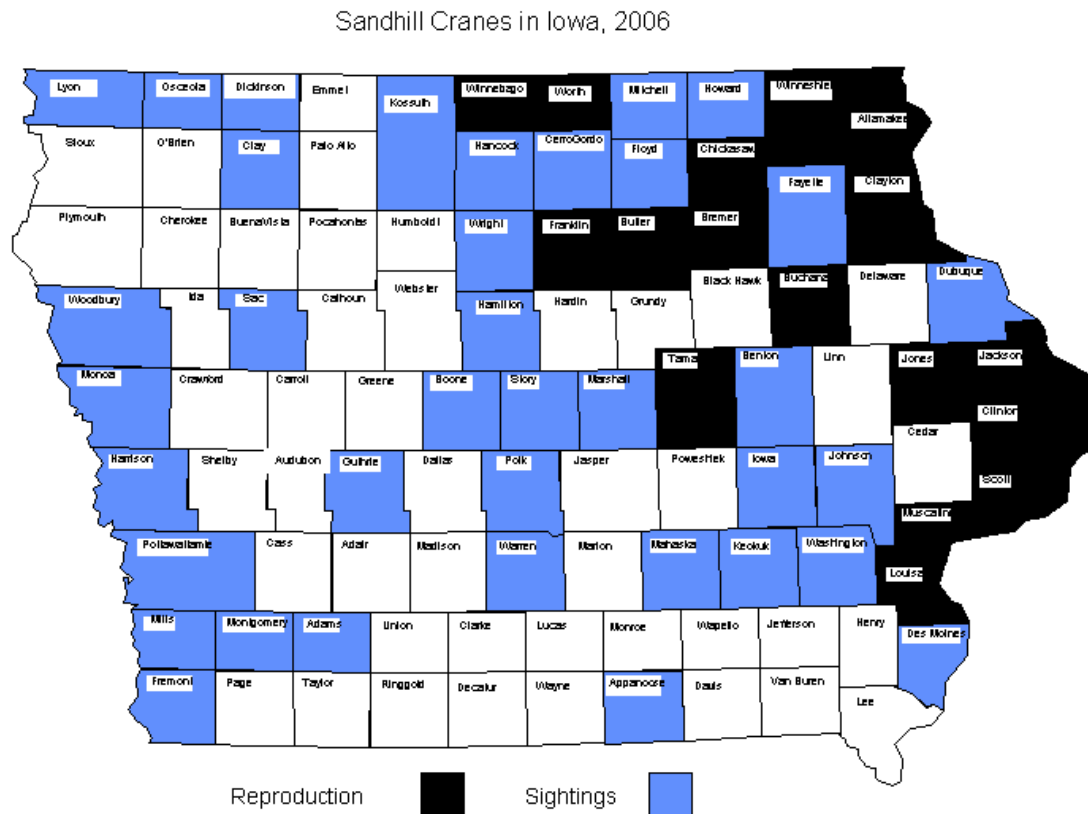 Sandhill Cranes in Iowa, 2006
Lyon
Osceola
Dickinson
Emmet
Kossuth
Winnebago
Worth
Mitchell
Howard
Winneshie
Allamakee
Sioux
O'Brien
Clay
Palo Alto
Hancock
CerroGordo
Floyd
Chickasaw
Fayette
Clayton
Plymouth
Cherokee
BuenaVista
Pocahontas
Humboldt
Wright
Franklin
Butler
Bremer
Woodbury
Ida
Sac
Calhoun
Webster
Hamilton
Hardin
Grundy
Black Hawk
Buchana
Delaware
Dubuque
Monoa
Crawford
Carroll
Greene
Boone
Story
Marshall
Tama
Benton
Linn
Jones
Jackson
Clinton
Harrison
Shelby
Audubon
Guthrie
Dallas
Polk
Jasper
PowesHek
Iowa
Johnson
Cedar
Scott
Muscatin
Pottawattamie
Cass
Adair
Madison
Warren
Marion
Mahaska
Keokuk
Washington
Louisa
Mills
Montgomery
Adams
Union
Clarke
Lucas
Monroe
Wapello
Jefferson
Henry
Des Moines
Fremont
Page
Taylor
Ringgold
Decatur
Wayne
Appanoose
Davis
Van Buren
Lee
Reproduction
Sightings